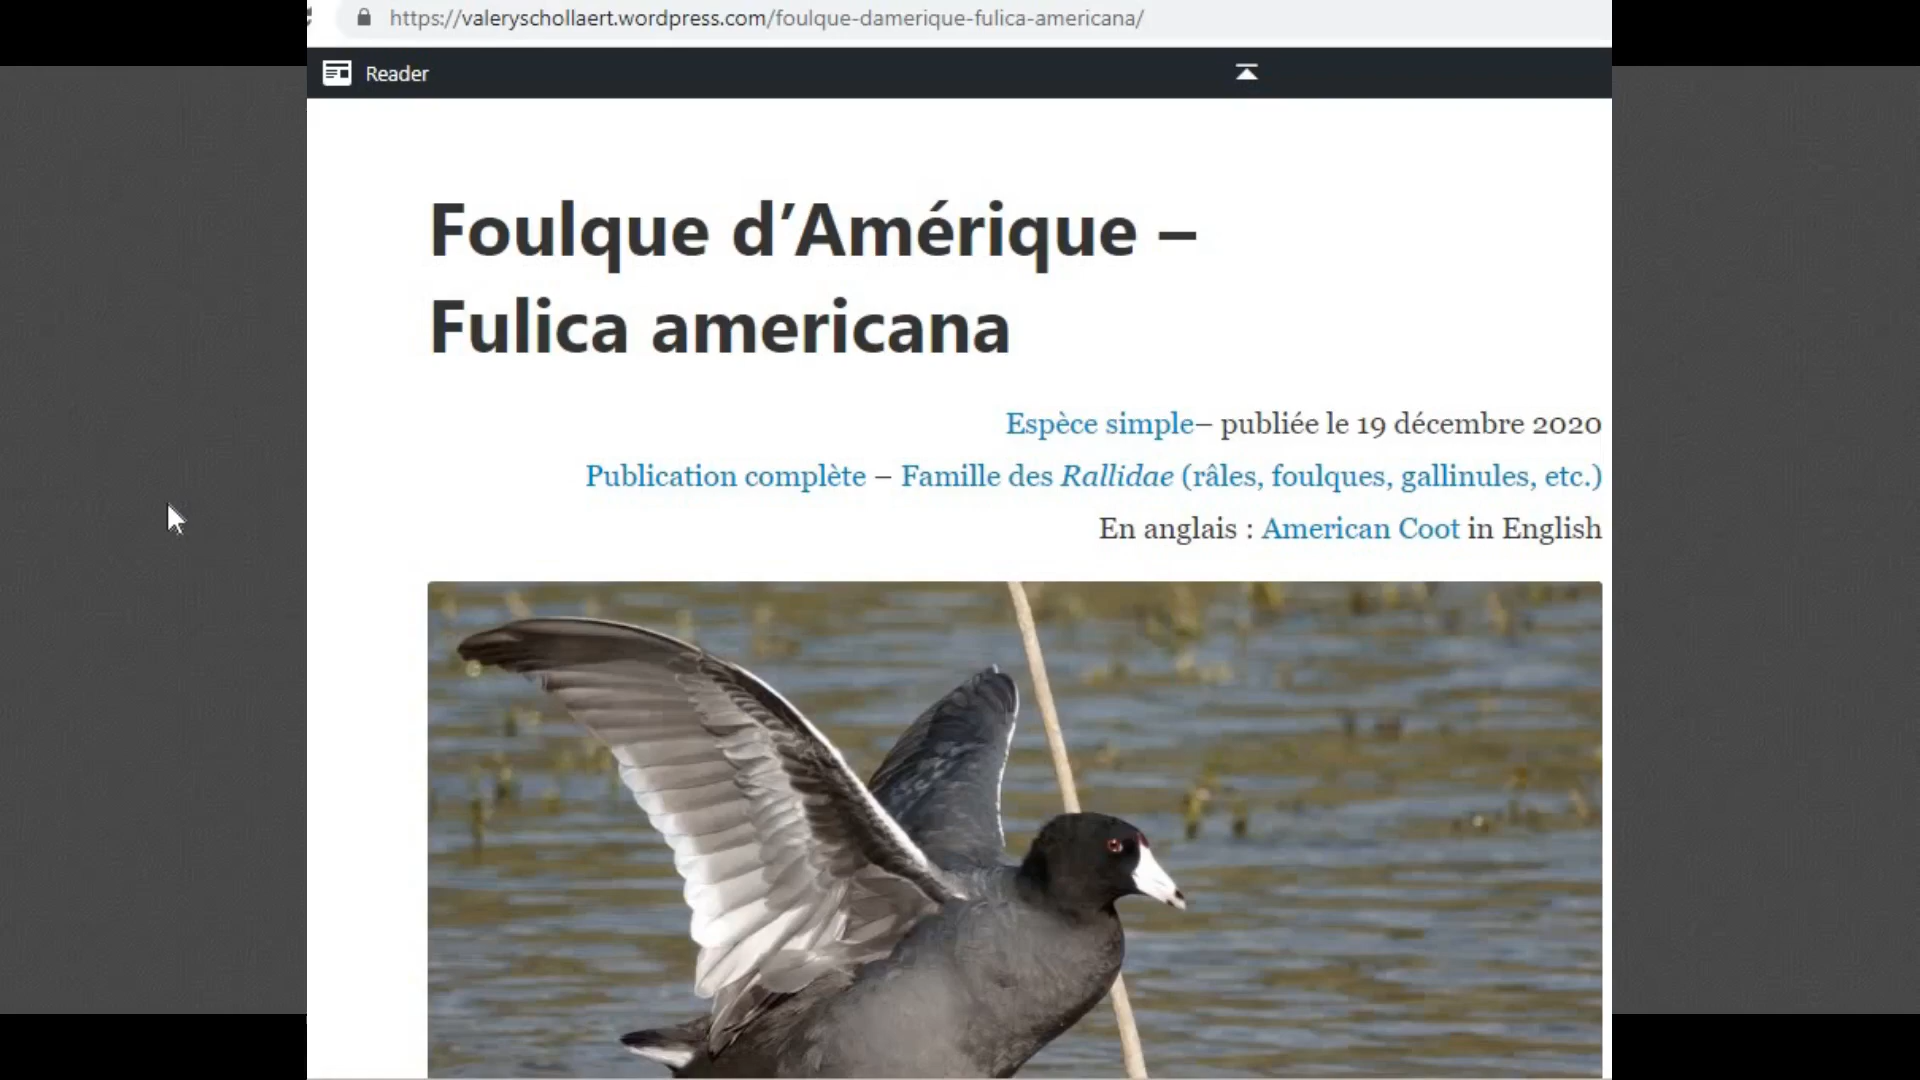 https://valeryschollaert.wordpress.com/foulque-damerique-fulica-americana/
Reader
Foulque d’Amérique –
Fulica americana
Espèce simple– publiée le 19 décembre 2020
Publication complète – Famille des Rallidae (râles, foulques, gallinules, etc.)
En anglais : American Coot in English